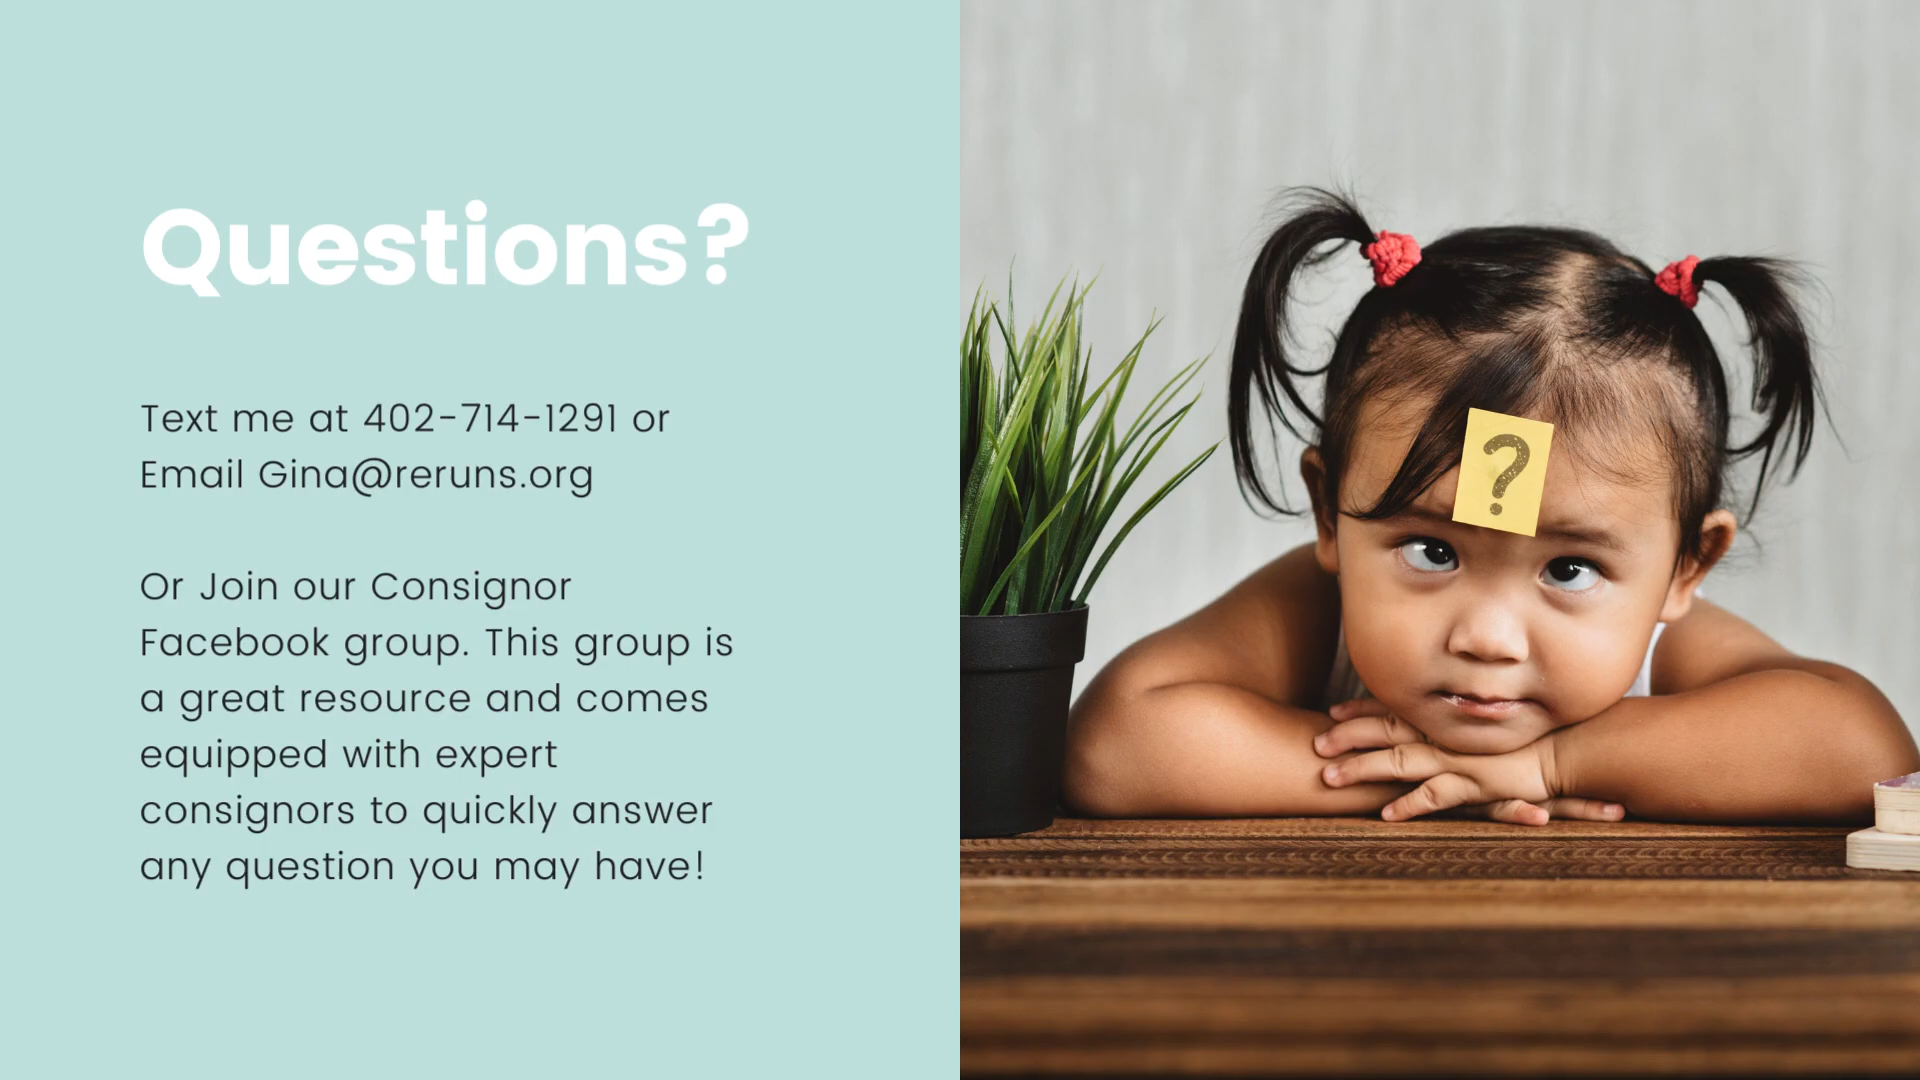 Questions?
Text me at 402-714-1291 or
Email Gina@reruns.org
Or Join our Consignor
Facebook group. This group is
a great resource and comes
equipped with expert
consignors to quickly answer
any question you may have!
?